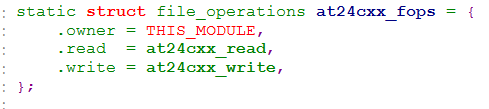 static struct file_operations at24cxx_fops = {
    .owner = THIS_MODULE,
    .read  = at24cxx_read,
    .write = at24cxx_write,
};